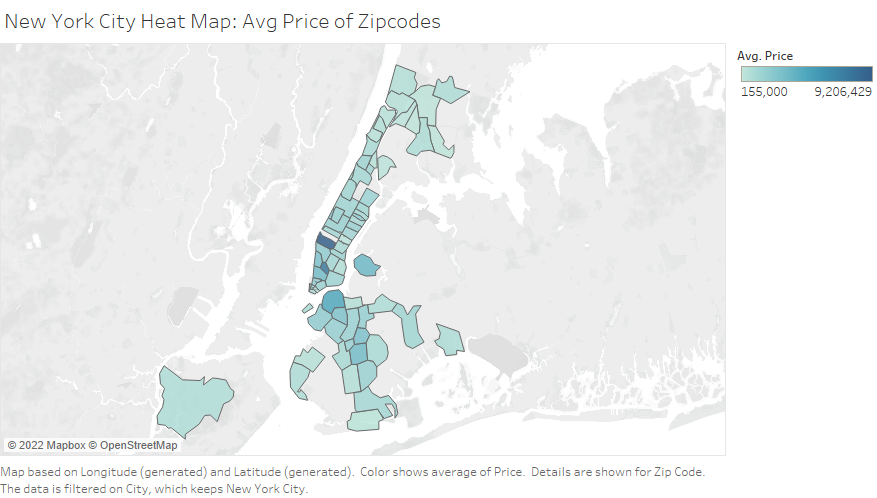 New York City Heat Map: Avg Price of Zipcodes
Avg. Price
155,000 9,206,429
© 2022 Mapbox © OpenStreetMap
Map based on Longitude (generated) and Latitude (generated). Color shows average of Price. Details are shown for Zip Code.
The data is filtered on City, which keeps New York City.